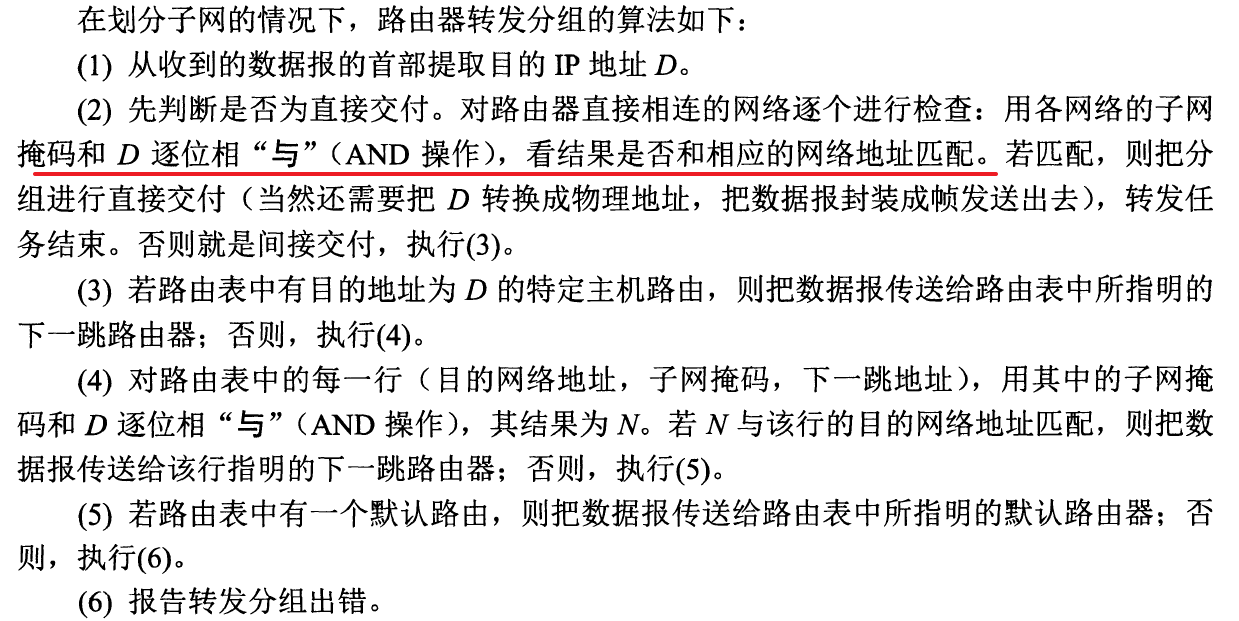 在划分子网的情况下，路由器转发分组的算法如下：
(1) 从收到的数据报的首部提取目的 IP 地址 D。
(2) 先判断是否为直接交付。对路由器直接相连的网络逐个进行检查：用各网络的子网
掩码和 D 逐位相“与”（AND 操作），看结果是否和相应的网络地址匹配。若匹配，则把分
组进行直接交付（当然还需要把 D 转换成物理地址，把数据报封装成帧发送出去），转发任
务结束。否则就是间接交付，执行(3)。
(3) 若路由表中有目的地址为 D 的特定主机路由，则把数据报传送给路由表中所指明的
下一跳路由器；否则，执行(4)。
(4) 对路由表中的每一行（目的网络地址，子网掩码，下一跳地址），用其中的子网掩
码和 D 逐位相“与”（AND 操作），其结果为 N。若 N 与该行的目的网络地址匹配，则把数
据报传送给该行指明的下一跳路由器；否则，执行(5)。
(5) 若路由表中有一个默认路由，则把数据报传送给路由表中所指明的默认路由器；否
则，执行(6)。
(6) 报告转发分组出错。